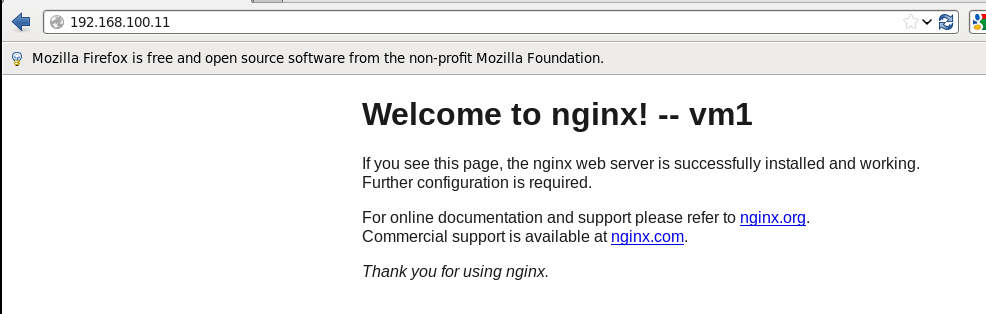 192.168.100.11
Mozilla Firefox is free and open source software from the non-profit Mozilla Foundation.
Welcome to nginx! -- vm1
If you see this page, the nginx web server is successfully installed and working.
Further configuration is required.
For online documentation and support please refer to nginx.org.
Commercial support is available at nginx.com.
Thank you for using nginx.